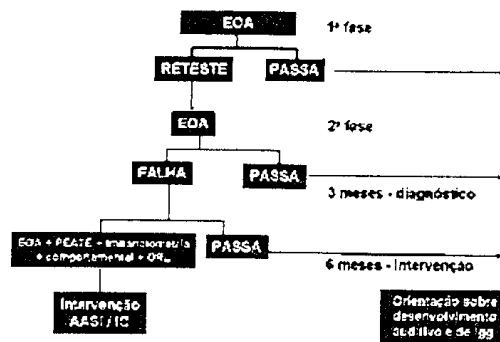 EOA
1ª fase
RETESTE
PASSA
EOA
2ª fase
FALHA
PASSA
3 meses - diagnóstico
EOA + PEATE + Imitanciometria
+ comportamental +
PASSA
6 meses - Intervenção
Intervenção
AASI / IC
Orientação sobre
desenvolvimento
auditivo e de lgg